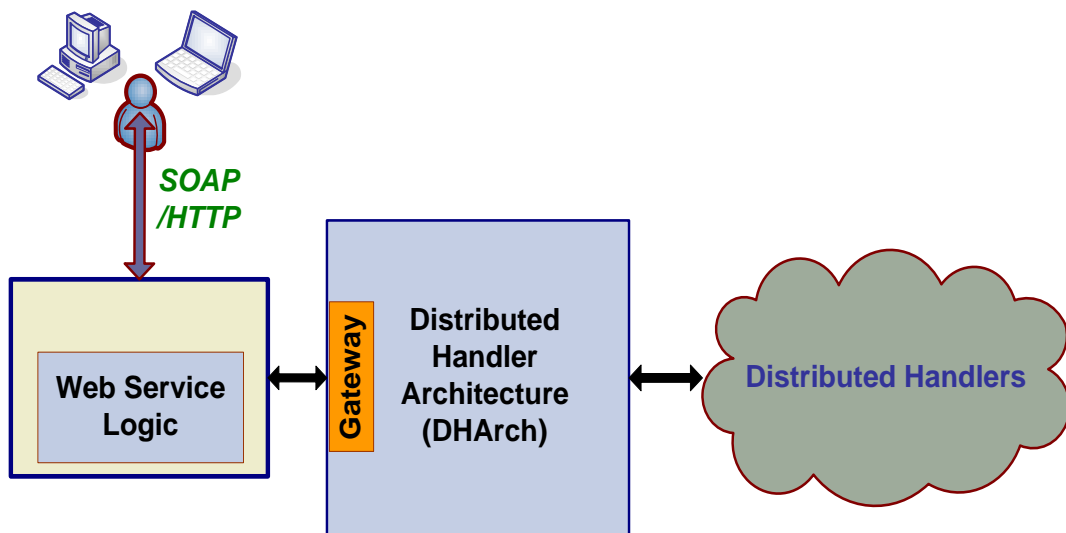 SOAP
/HTTP
Web Service
Logic
Gateway
Distributed
Handler
Architecture
(DHArch)
Distributed Handlers